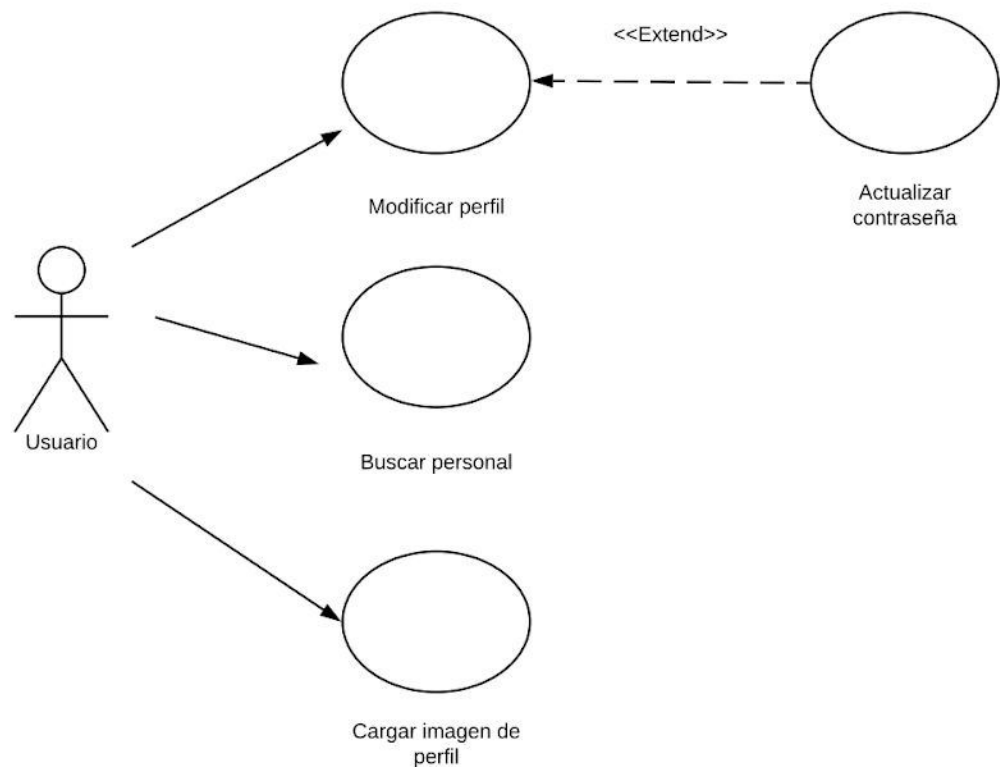 <<Extend>>
Modificar perfil
Actualizar
contraseña
Usuario
Buscar personal
Cargar imagen de
perfil